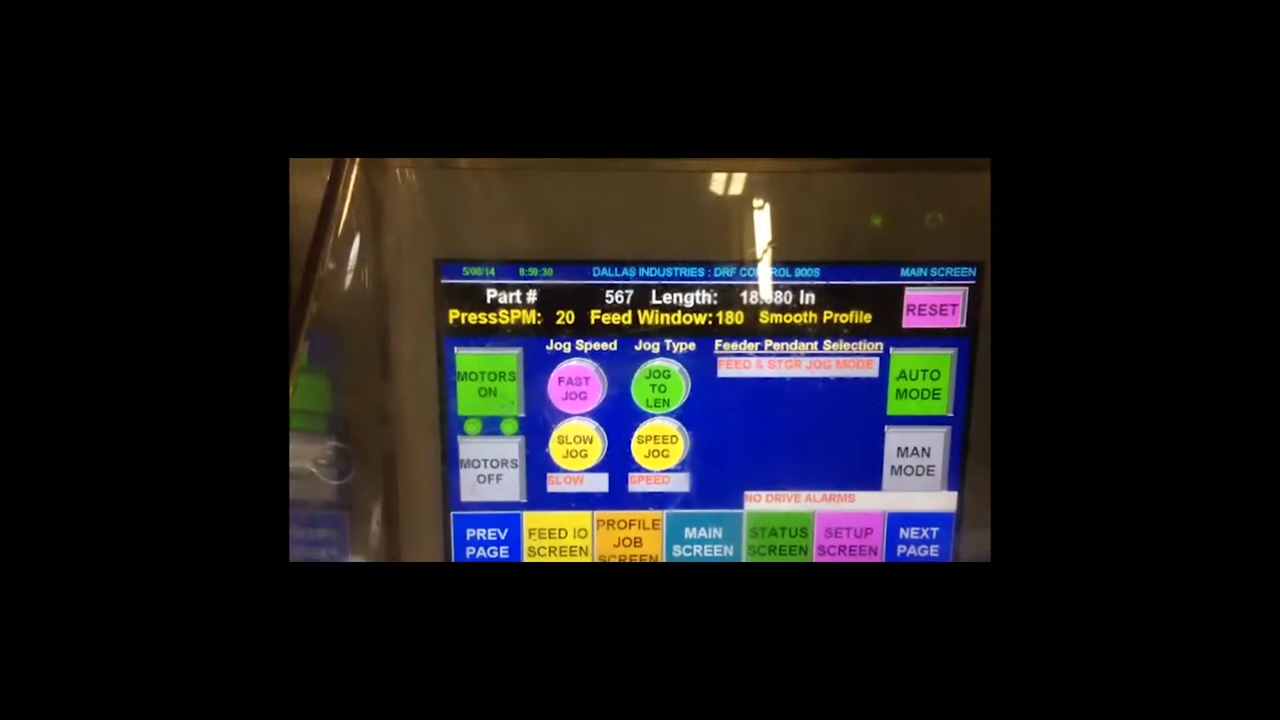 5/08/14 8:59:30 DALLAS INDUSTRIES : DRF CONTROL 900S MAIN SCREEN
Part # 567 Length: In
RESET
PressSPM: 20 Feed Window: 180 Smooth Profile
Jog Speed Jog Type Feeder Pendant Selection
FEED & STGR JOG MODE
MOTORS
ON
FAST
JOG
JOG
TO
LEN
AUTO
MODE
SLOW
JOG
SPEED
JOG
MOTORS
OFF
MAN
MODE
SLOW
SPEED
NO DRIVE ALARMS
PREV
PAGE
FEED IO
SCREEN
PROFILE
JOB
SCREEN
MAIN
SCREEN
STATUS
SCREEN
SETUP
SCREEN
NEXT
PAGE